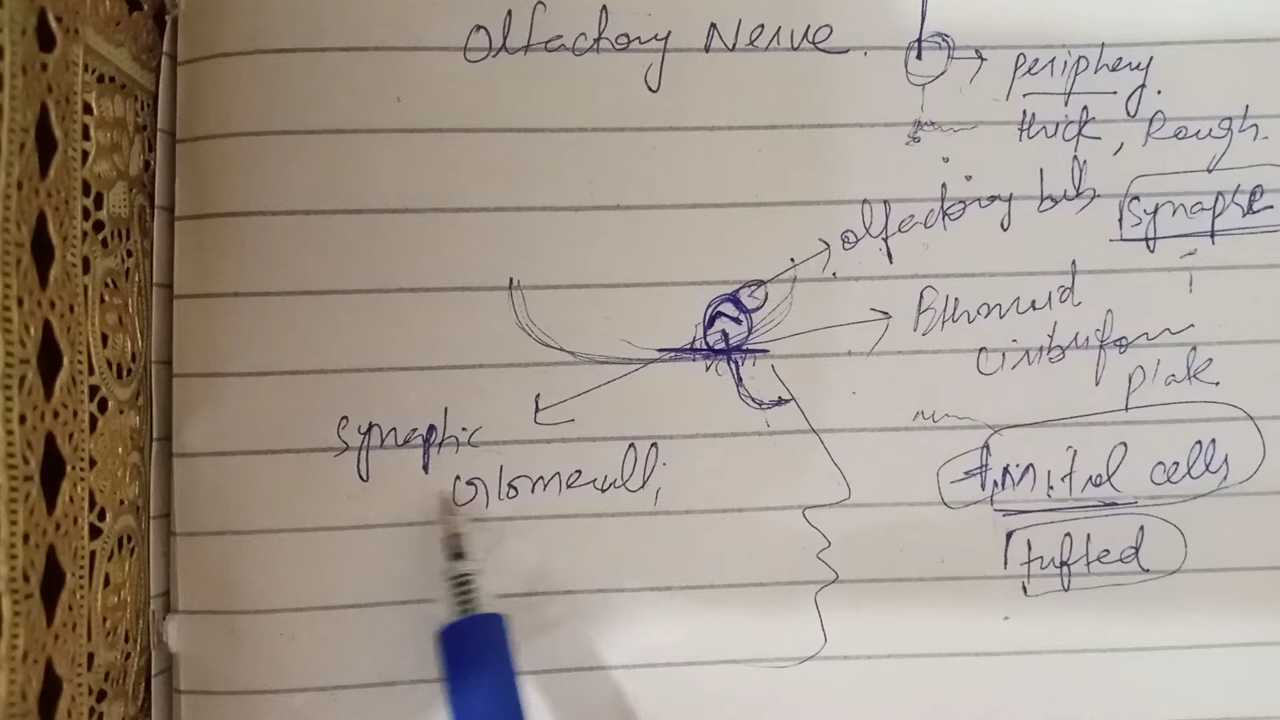 Olfactory Nerve.
periphery.
thick, Rough.
olfactory bulb
synapse
Ethmoid
cribriform
plate
synaptic
Glomeruli
mitral cells
tufted